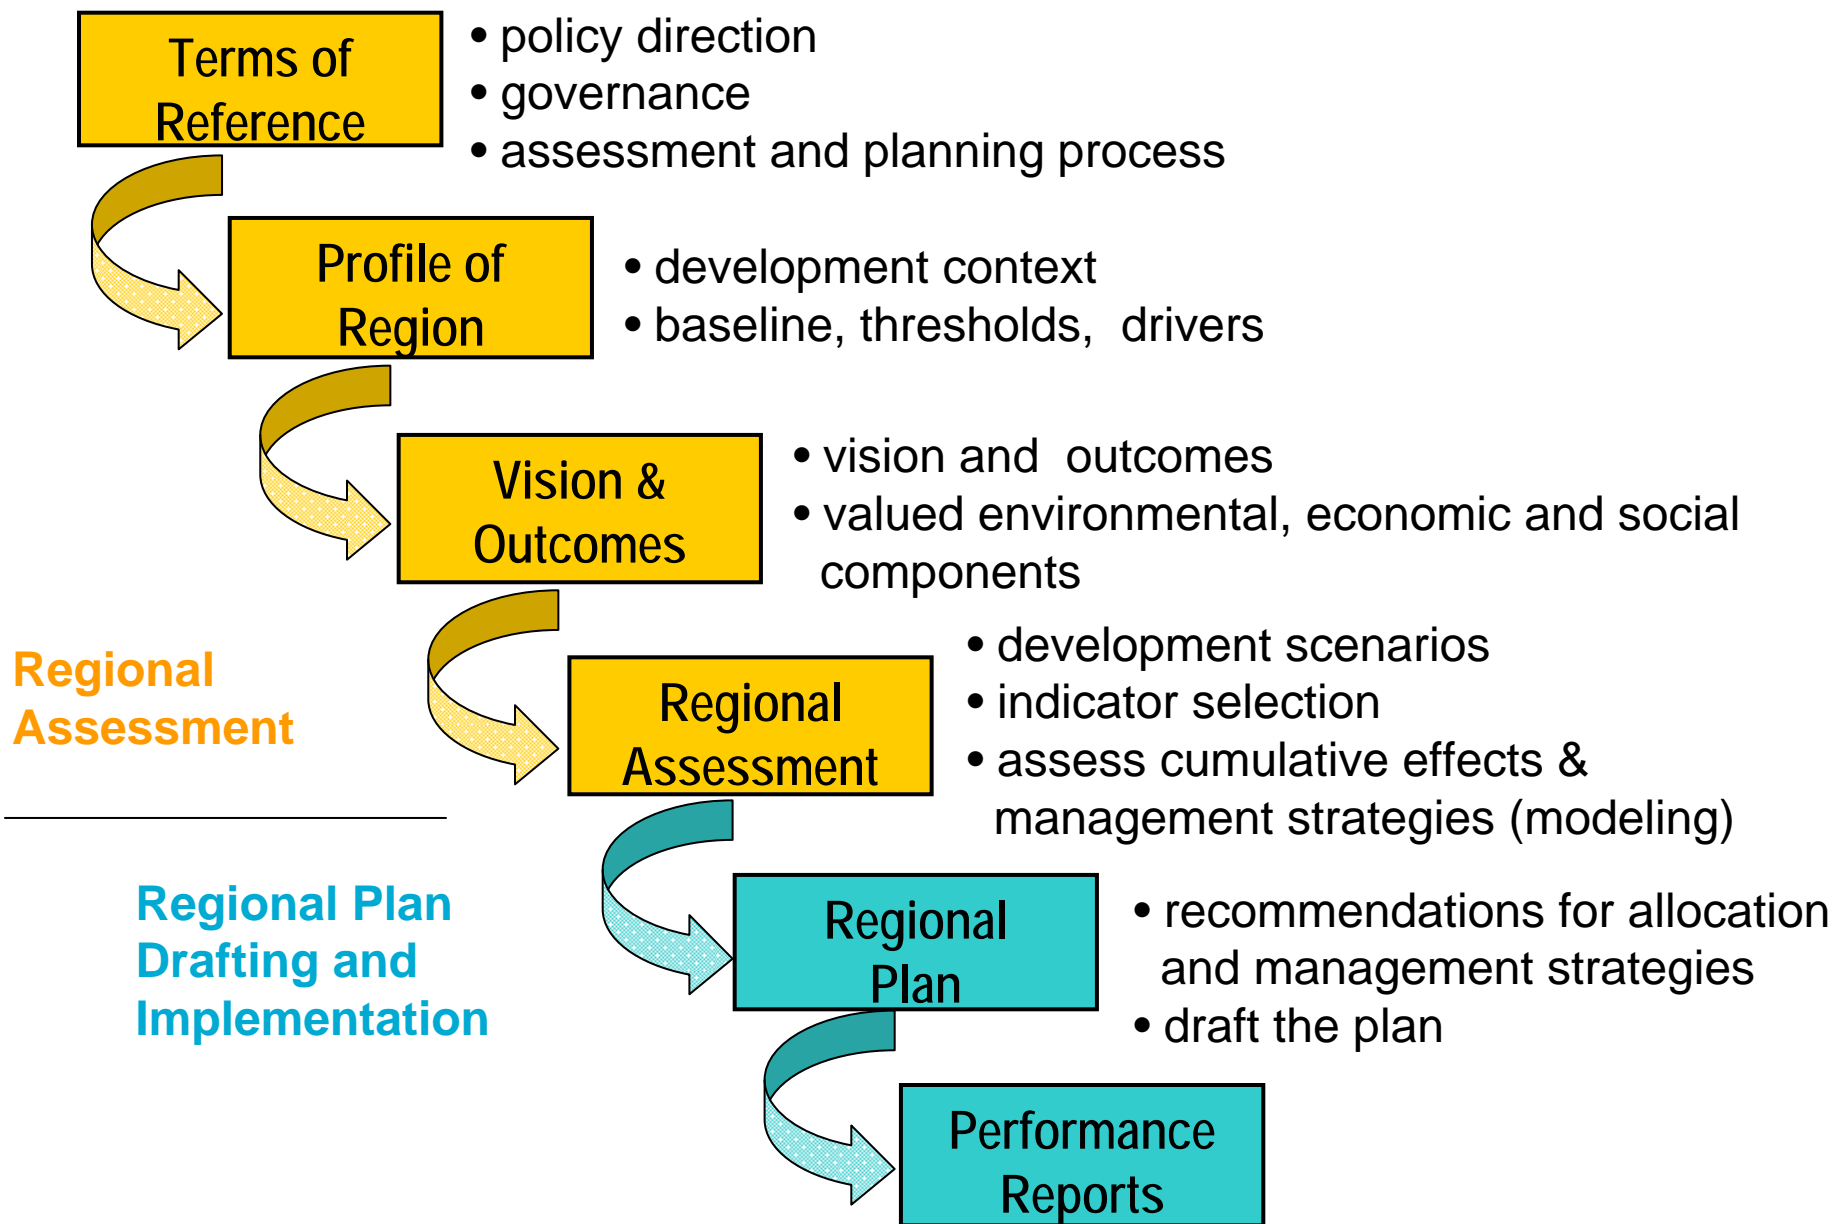 Terms of
Reference
• policy direction
• governance
• assessment and planning process
Profile of
Region
• development context
• baseline, thresholds, drivers
Vision &
Outcomes
• vision and outcomes
• valued environmental, economic and social
components
Regional
Assessment
Regional
Assessment
• development scenarios
• indicator selection
• assess cumulative effects &
management strategies (modeling)
Regional Plan
Drafting and
Implementation
Regional
Plan
• recommendations for allocation
and management strategies
• draft the plan
Performance
Reports